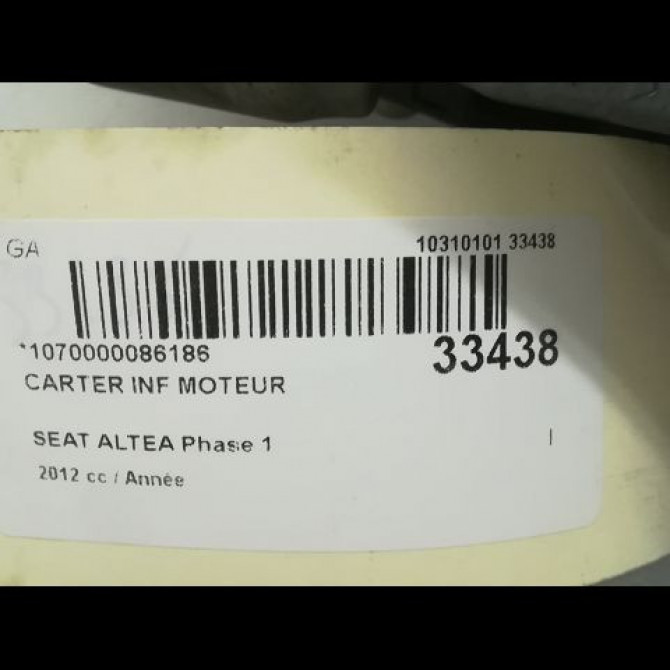 GA 10310101 33438
*1070000086186 33438
CARTER INF MOTEUR
SEAT ALTEA Phase 1 I
2012 cc / Année